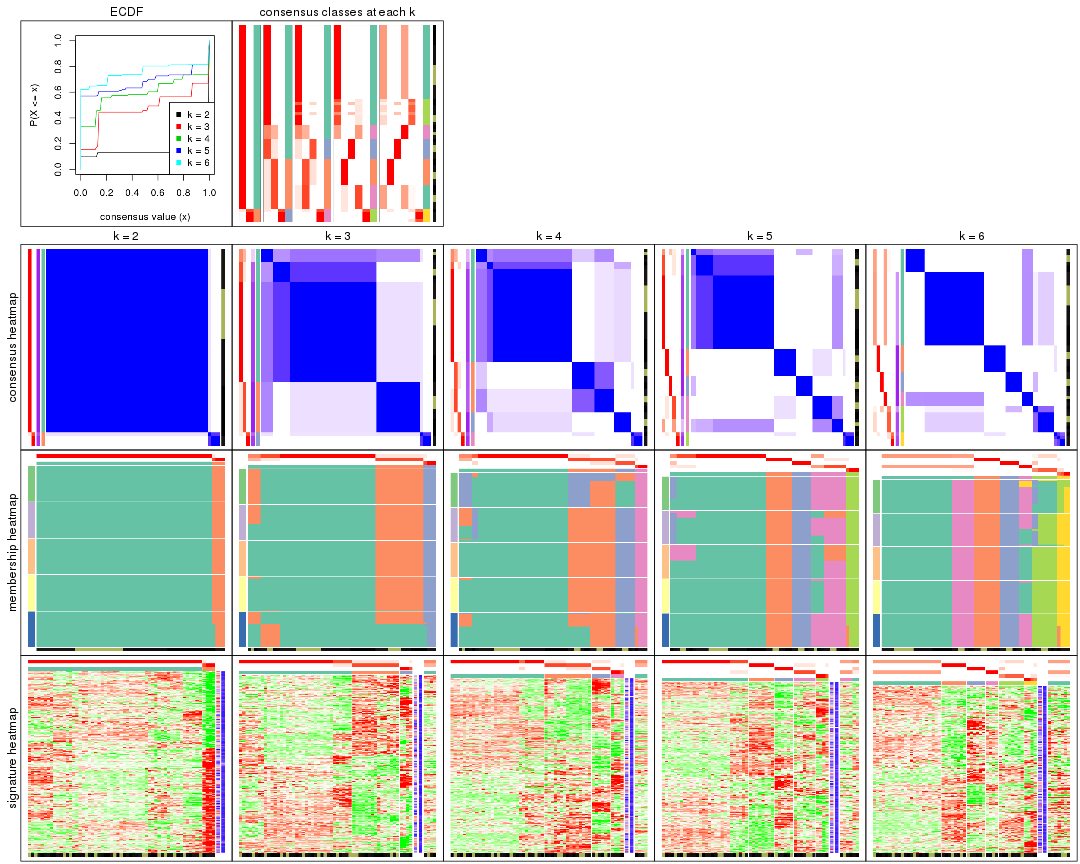 ECDF
consensus classes at each k
P(X <= x)
0.0 0.2 0.4 0.6 0.8 1.0
k = 2
k = 3
k = 4
k = 5
k = 6
0.0 0.2 0.4 0.6 0.8 1.0
consensus value (x)
k = 2
k = 3
k = 4
k = 5
k = 6
consensus heatmap
membership heatmap
signature heatmap